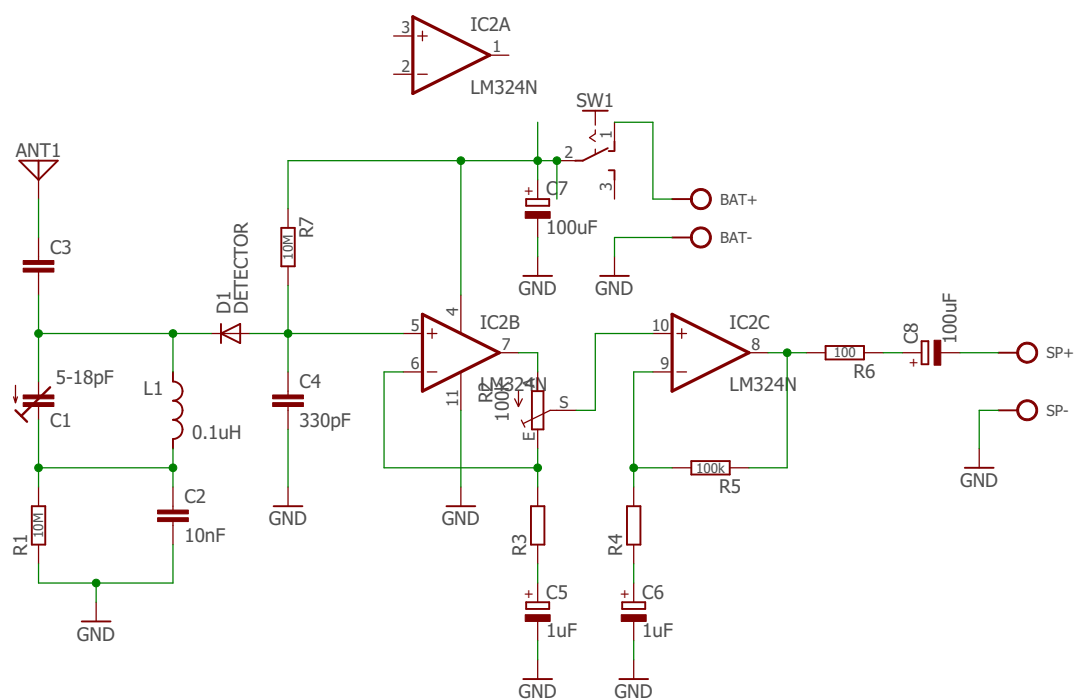 IC2A
3
+
1
2
−
LM324N
SW1
1
2
3
ANT1
C7
+
100uF
BAT+
BAT-
GND
GND
R7
10M
C3
D1
DETECTOR
4
IC2B
5
+
7
6
−
LM324N
11
R2
100k
A
S
E
10
+
IC2C
8
9
−
LM324N
100
R6
C8
100uF
+
SP+
SP-
GND
5-18pF
C1
L1
0.1uH
C4
330pF
100k
R5
R1
10M
C2
10nF
GND
GND
R3
R4
GND
+
C5
1uF
+
C6
1uF
GND
GND